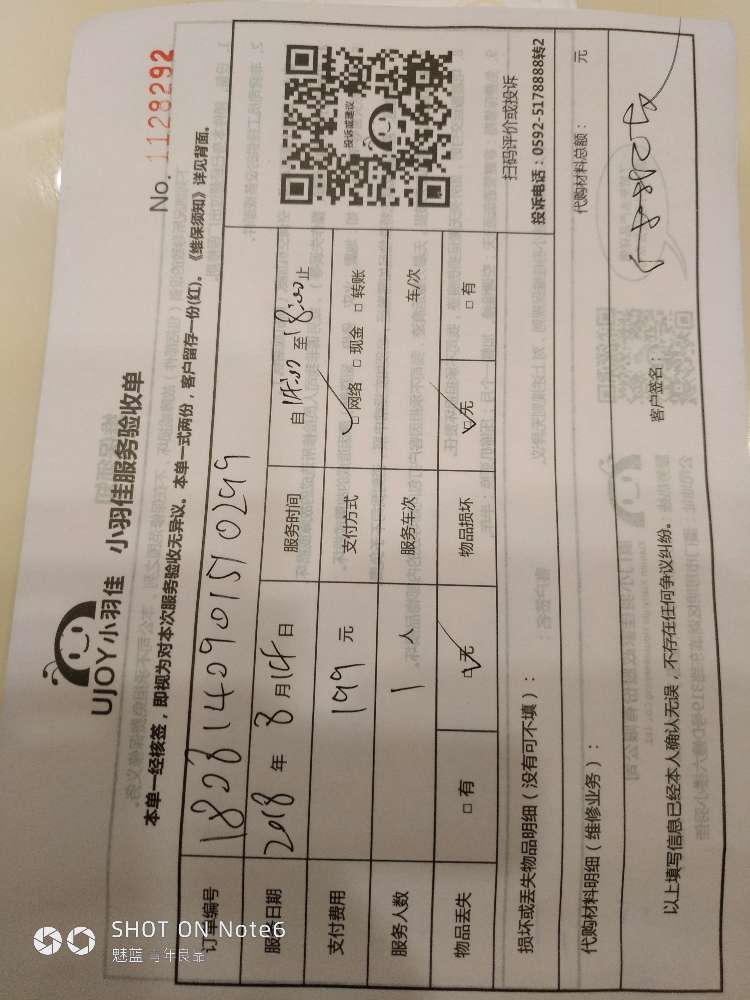 No. 1128292
UJOY小羽佳 小羽佳服务验收单
本单一经核签，即视为对本次服务验收无异议。本单一式两份，客户留存一份(红)。《维保须知》详见背面。
订单编号 1808140901510299
服务日期 2018 年 8 月 14 日 服务时间 自 14:00 至 18:00 止
支付费用 199 元 支付方式 ☑ 网络 □ 现金 □ 转账
服务人数 1 人 服务车次 车/次
物品丢失 □ 有 ☑ 无 物品损坏 ☑ 无 □ 有
投诉或建议
扫码评价或投诉
投诉电话：0592-5178888转2
损坏或丢失物品明细（没有可不填）：
代购材料明细（维修业务）： 代购材料总额： 元
以上填写信息已经本人确认无误，不存在任何争议纠纷。 客户签名：
SHOT ON Note6
魅蓝 青年良品